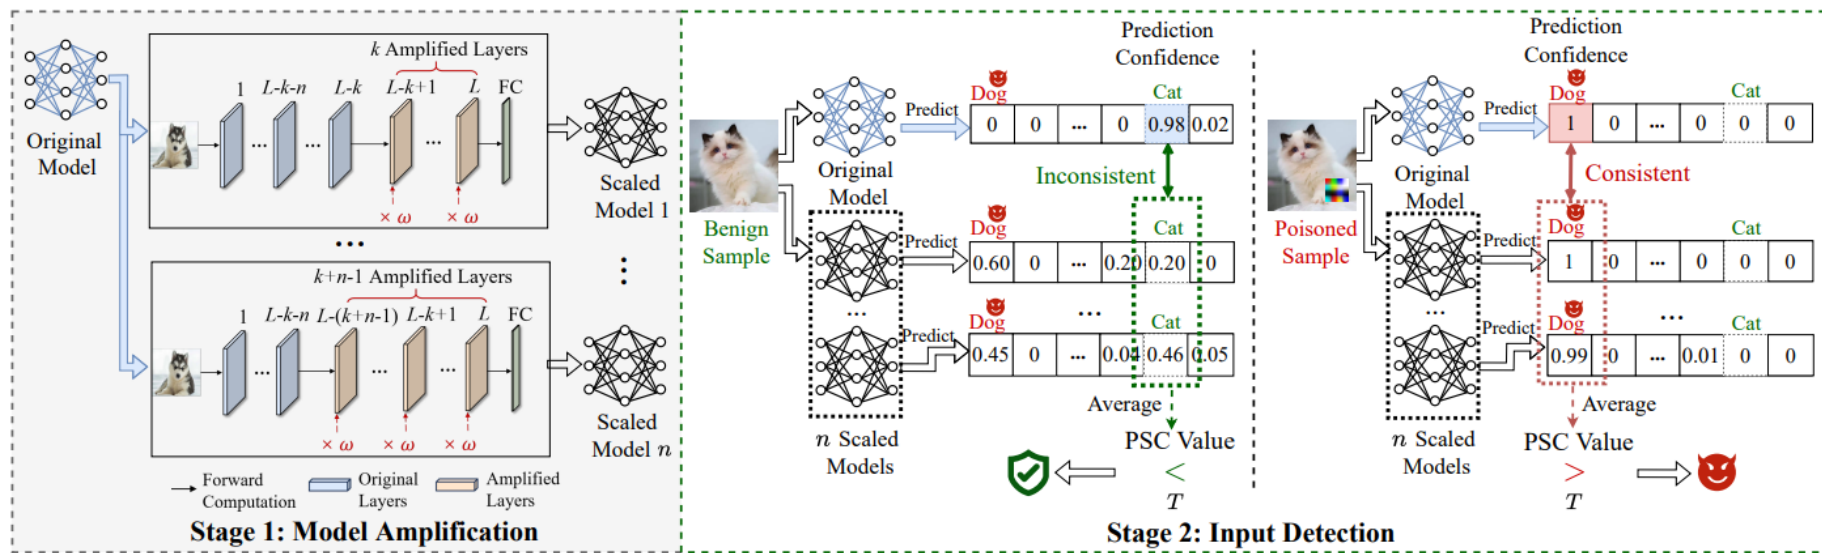 Original
Model
k Amplified Layers
1 L-k-n L-k L-k+1 L FC
... ... ...
× ω × ω
Scaled
Model 1
...
...
k+n-1 Amplified Layers
1 L-k-n L-(k+n-1) L-k+1 L FC
... ... ...
× ω × ω × ω
Scaled
Model n
Forward
Computation
Original
Layers
Amplified
Layers
Stage 1: Model Amplification
Prediction
Confidence
Benign
Sample
Original
Model
Predict
Dog Cat
0 0 ... 0 0.98 0.02
Inconsistent
Predict
Dog Cat
0.60 0 ... 0.20 0.20 0
...
...
Predict
Dog Cat
0.45 0 ... 0.04 0.46 0.05
n Scaled
Models
Average
PSC Value
<
T
Prediction
Confidence
Poisoned
Sample
Original
Model
Predict
Dog Cat
1 0 ... 0 0 0
Consistent
Predict
Dog Cat
1 0 ... 0 0 0
...
...
Predict
Dog Cat
0.99 0 ... 0.01 0 0
n Scaled
Models
Average
PSC Value
>
T
Stage 2: Input Detection